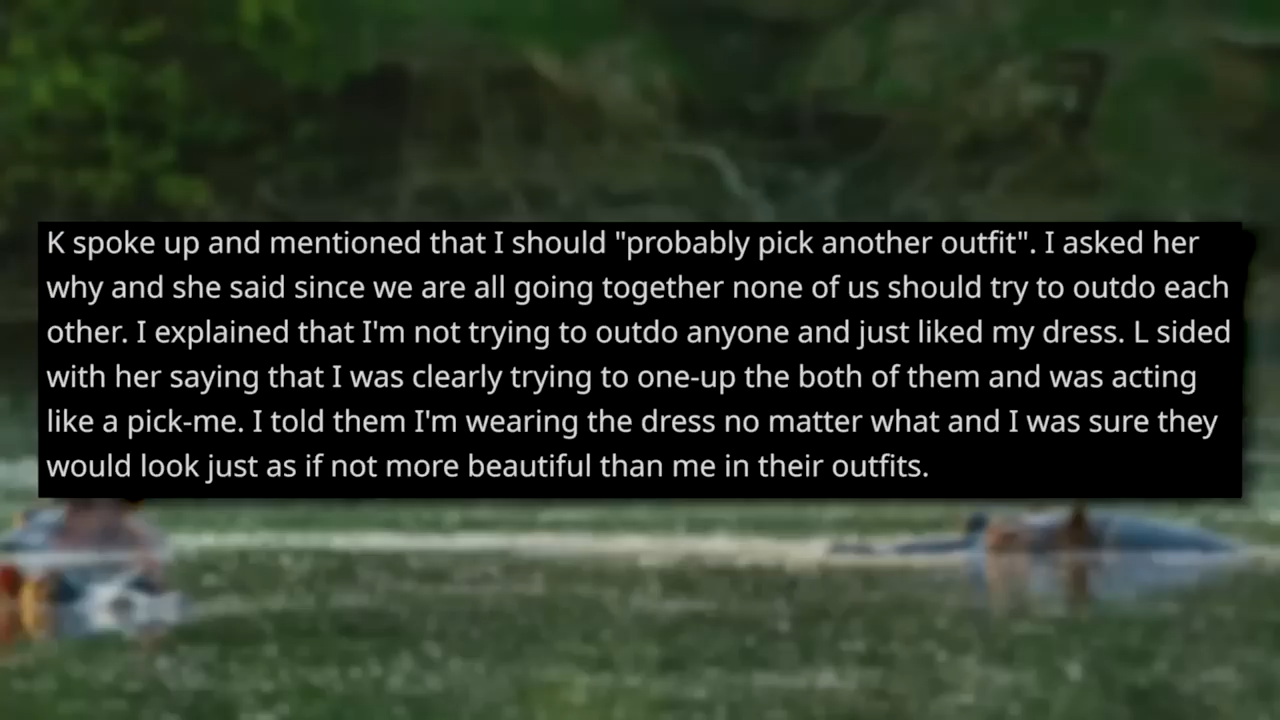 K spoke up and mentioned that I should "probably pick another outfit". I asked her
why and she said since we are all going together none of us should try to outdo each
other. I explained that I'm not trying to outdo anyone and just liked my dress. L sided
with her saying that I was clearly trying to one-up the both of them and was acting
like a pick-me. I told them I'm wearing the dress no matter what and I was sure they
would look just as if not more beautiful than me in their outfits.